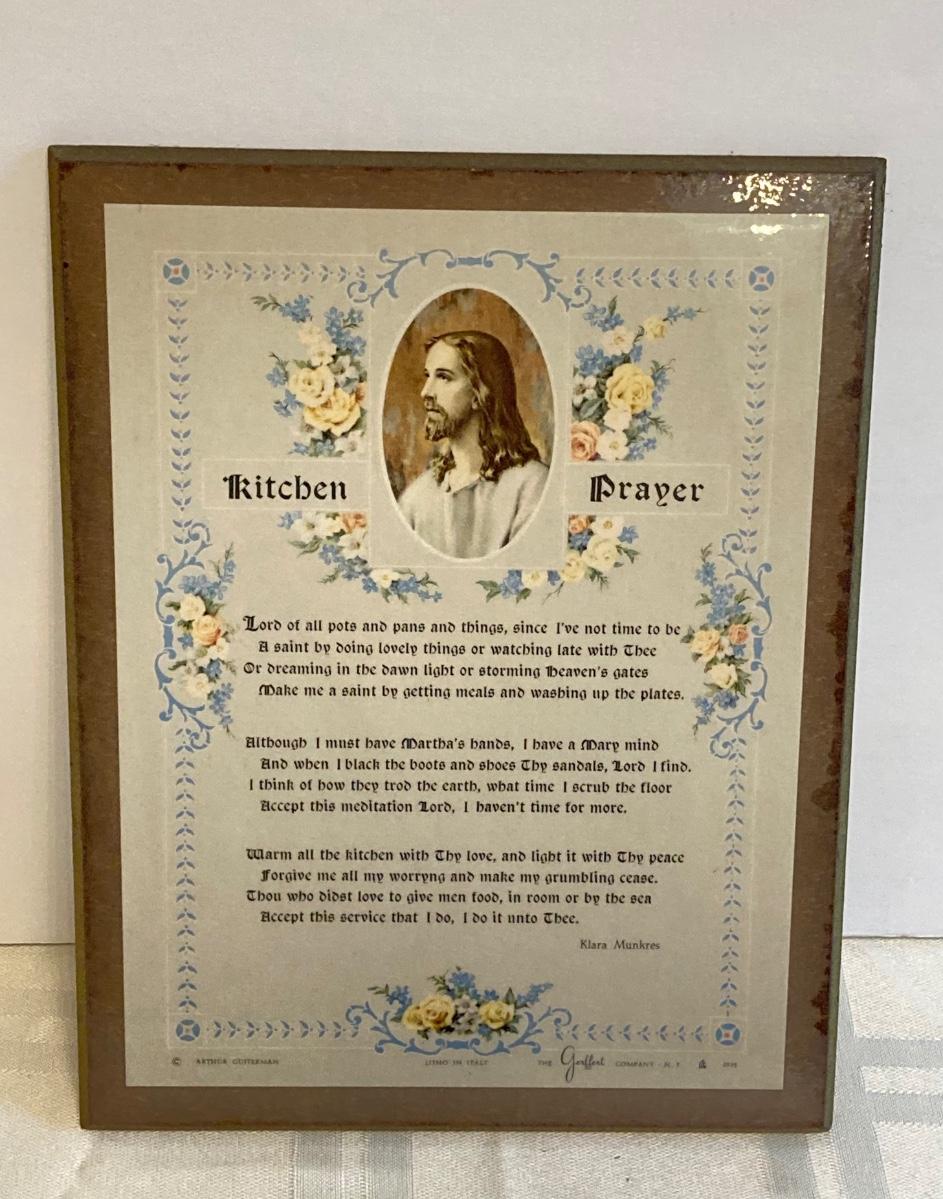 Kitchen Prayer
Lord of all pots and pans and things, since I've not time to be
A saint by doing lovely things or watching late with Thee
Or dreaming in the dawn light or storming Heaven's gates
Make me a saint by getting meals and washing up the plates.
Although I must have Martha's hands, I have a Mary mind
And when I black the boots and shoes Thy sandals, Lord I find.
I think of how they trod the earth, what time I scrub the floor
Accept this meditation Lord, I haven't time for more.
Warm all the kitchen with Thy love, and light it with Thy peace
Forgive me all my worryng and make my grumbling cease.
Thou who didst love to give men food, in room or by the sea
Accept this service that I do, I do it unto Thee.
Klara Munkres
© ARTHUR GUITERMAN LITHO IN ITALY THE Gerffert COMPANY - N. Y.